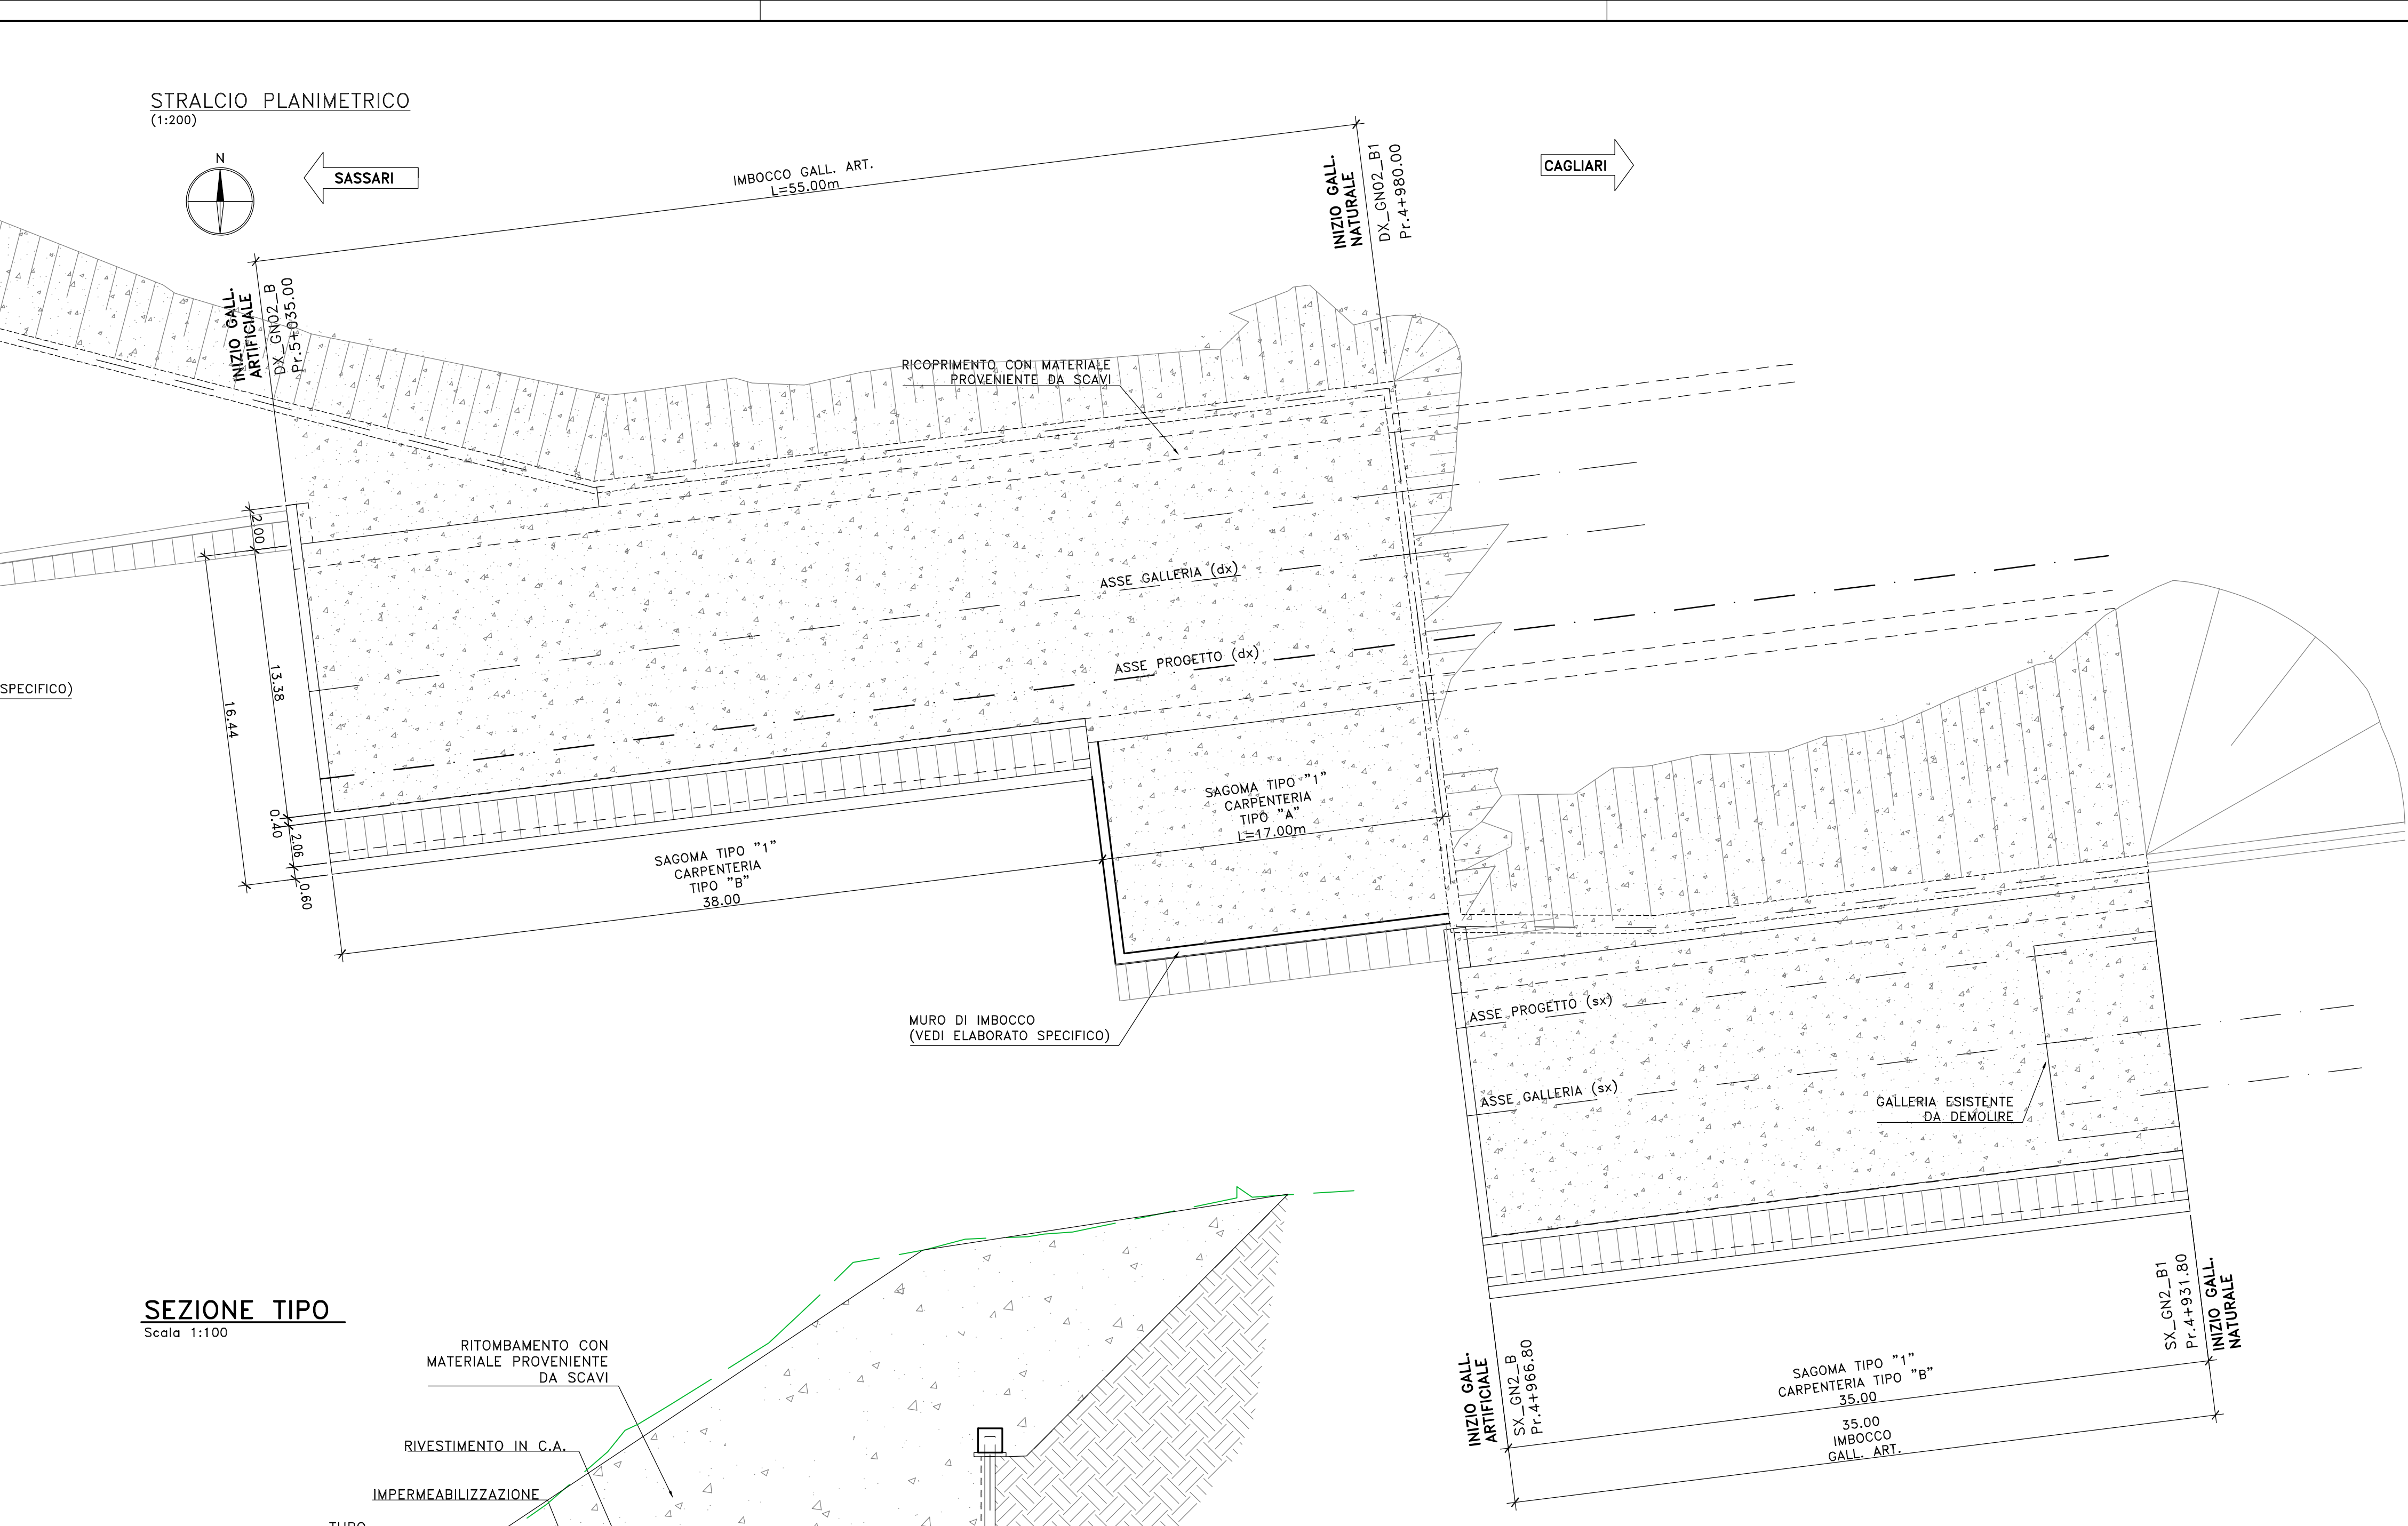 STRALCIO PLANIMETRICO
(1:200)
N
SASSARI
CAGLIARI
IMBOCCO GALL. ART.
L=55.00m
INIZIO GALL.
NATURALE
DX_GN02_B1
Pr.4+980.00
INIZIO GALL.
ARTIFICIALE
DX_GN02_B
Pr.5+035.00
RICOPRIMENTO CON MATERIALE
PROVENIENTE DA SCAVI
2.00
13.38
16.44
0.40
2.06
0.60
SPECIFICO)
ASSE GALLERIA (dx)
ASSE PROGETTO (dx)
SAGOMA TIPO "1"
CARPENTERIA
TIPO "A"
L=17.00m
SAGOMA TIPO "1"
CARPENTERIA
TIPO "B"
38.00
MURO DI IMBOCCO
(VEDI ELABORATO SPECIFICO)
ASSE PROGETTO (sx)
ASSE GALLERIA (sx)
GALLERIA ESISTENTE
DA DEMOLIRE
INIZIO GALL.
ARTIFICIALE
SX_GN2_B
Pr.4+966.80
SX_GN2_B1
Pr.4+931.80
INIZIO GALL.
NATURALE
SAGOMA TIPO "1"
CARPENTERIA TIPO "B"
35.00
35.00
IMBOCCO
GALL. ART.
SEZIONE TIPO
Scala 1:100
RITOMBAMENTO CON
MATERIALE PROVENIENTE
DA SCAVI
RIVESTIMENTO IN C.A.
IMPERMEABILIZZAZIONE